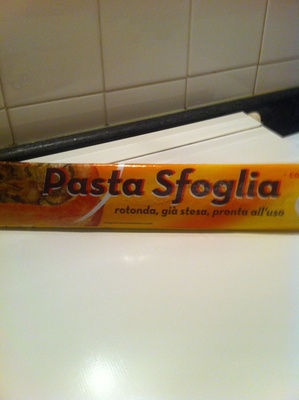 Pasta Sfoglia
rotonda, già stesa, pronta all'uso